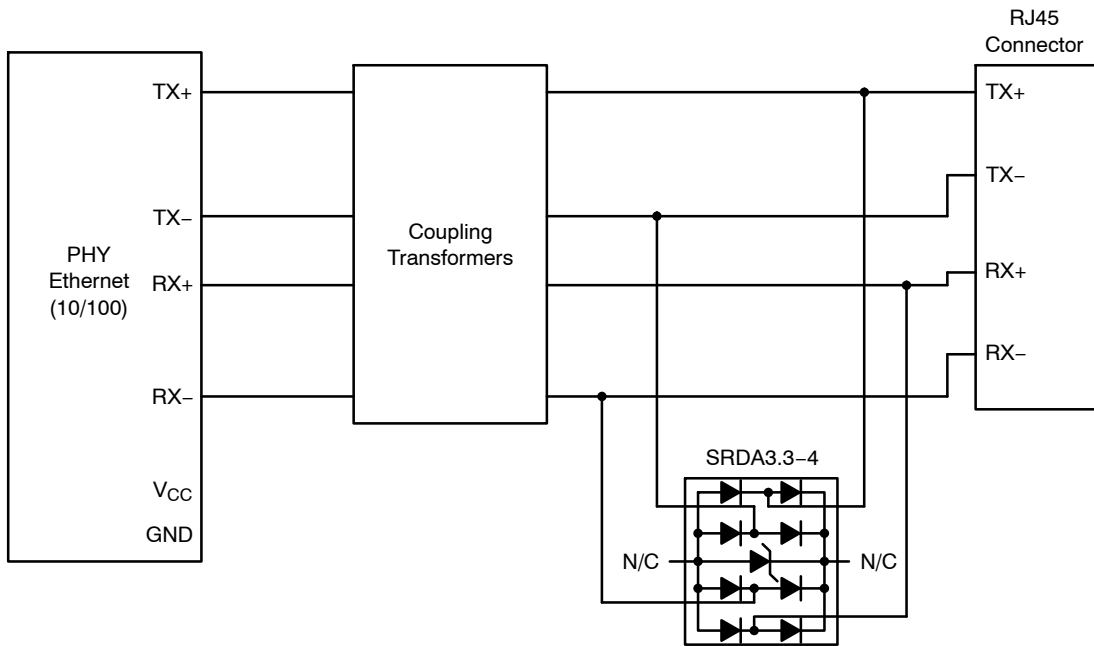 RJ45
Connector
TX+
TX−
RX+
RX−
PHY
Ethernet
(10/100)
VCC
GND
Coupling
Transformers
TX+
TX−
RX+
RX−
SRDA3.3−4
N/C
N/C